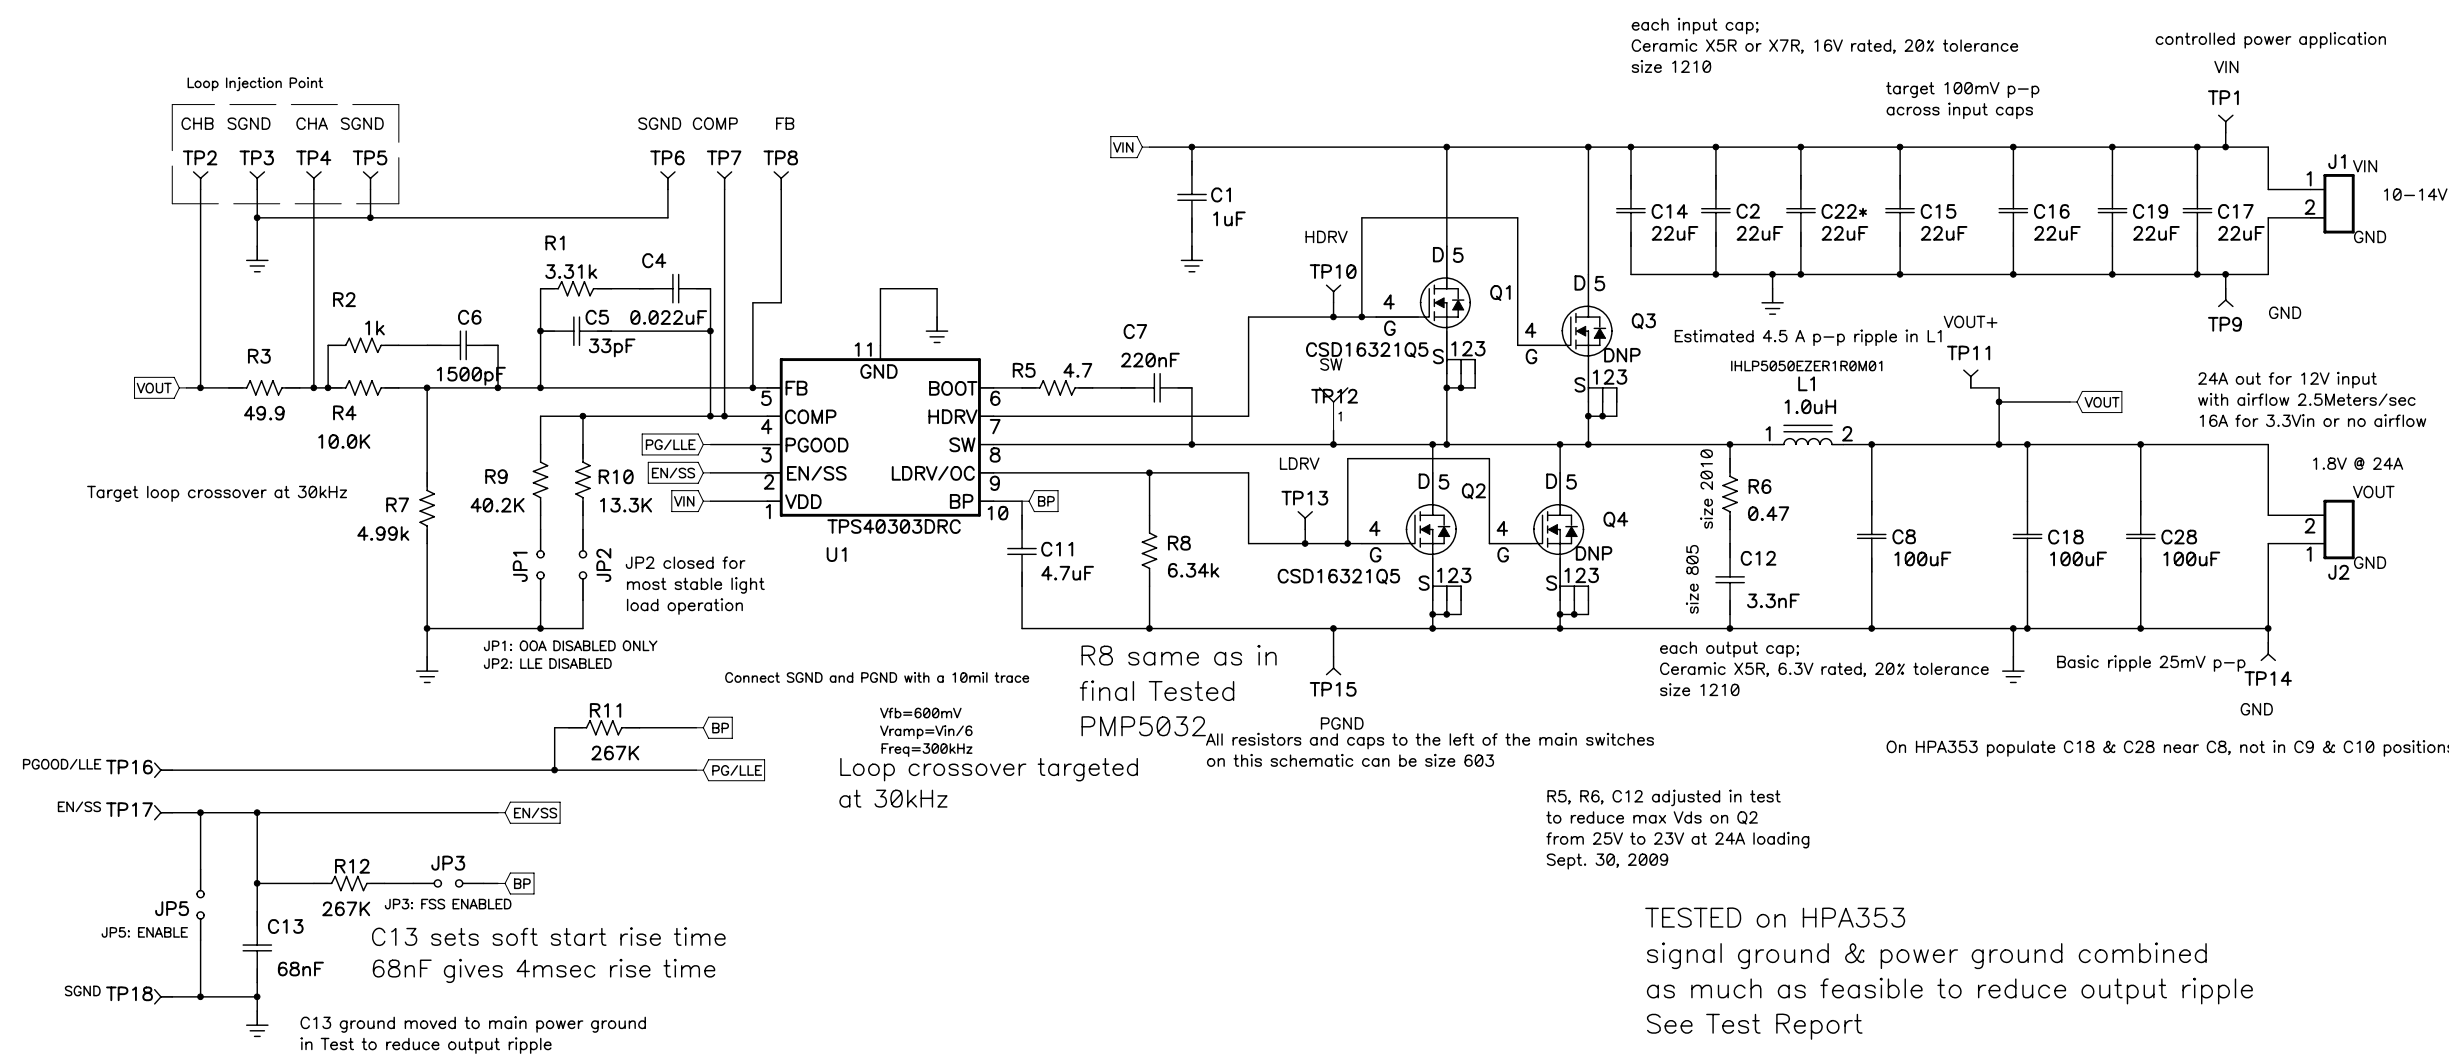 each input cap;
Ceramic X5R or X7R, 16V rated, 20% tolerance
size 1210
controlled power application
VIN
TP1
target 100mV p-p
across input caps
Loop Injection Point
CHB SGND CHA SGND
TP2 TP3 TP4 TP5
SGND COMP FB
TP6 TP7 TP8
VIN
C1
1uF
C14
22uF
C2
22uF
C22*
22uF
C15
22uF
C16
22uF
C19
22uF
C17
22uF
J1
VIN
1
2
GND
10-14V
HDRV
TP10
D 5
Q1
4
G
CSD16321Q5
S 123
D 5
Q3
4
G
DNP
S 123
TP9
GND
R1
3.31k
C4
0.022uF
C5
33pF
R2
1k
C6
1500pF
R3
49.9
R4
10.0K
VOUT
C7
220nF
R5 4.7
SW
TP12
1
Estimated 4.5 A p-p ripple in L1
IHLP5050EZER1R0M01
L1
1.0uH
1 2
VOUT+
TP11
VOUT
24A out for 12V input
with airflow 2.5Meters/sec
16A for 3.3Vin or no airflow
11
GND
FB
5
COMP
4
PGOOD
3
EN/SS
2
VDD
1
BOOT
6
HDRV
7
SW
8
LDRV/OC
9
BP
10
TPS40303DRC
U1
PG/LLE
EN/SS
VIN
BP
Target loop crossover at 30kHz
R7
4.99k
R9
40.2K
R10
13.3K
JP1
JP2
JP2 closed for
most stable light
load operation
JP1: OOA DISABLED ONLY
JP2: LLE DISABLED
C11
4.7uF
R8
6.34k
LDRV
TP13
D 5
Q2
4
G
CSD16321Q5
S 123
D 5
Q4
4
G
DNP
S 123
size 2010
R6
0.47
size 805
C12
3.3nF
C8
100uF
C18
100uF
C28
100uF
1.8V @ 24A
VOUT
2
1
GND
J2
Connect SGND and PGND with a 10mil trace
R8 same as in
final Tested
PMP5032
TP15
PGND
each output cap;
Ceramic X5R, 6.3V rated, 20% tolerance
size 1210
Basic ripple 25mV p-p
TP14
GND
Vfb=600mV
Vramp=Vin/6
Freq=300kHz
Loop crossover targeted
at 30kHz
All resistors and caps to the left of the main switches
on this schematic can be size 603
On HPA353 populate C18 & C28 near C8, not in C9 & C10 positions
R11
267K
BP
PGOOD/LLE TP16
PG/LLE
EN/SS TP17
EN/SS
R12
267K
JP3
BP
JP3: FSS ENABLED
JP5
JP5: ENABLE
C13
68nF
C13 sets soft start rise time
68nF gives 4msec rise time
SGND TP18
C13 ground moved to main power ground
in Test to reduce output ripple
R5, R6, C12 adjusted in test
to reduce max Vds on Q2
from 25V to 23V at 24A loading
Sept. 30, 2009
TESTED on HPA353
signal ground & power ground combined
as much as feasible to reduce output ripple
See Test Report